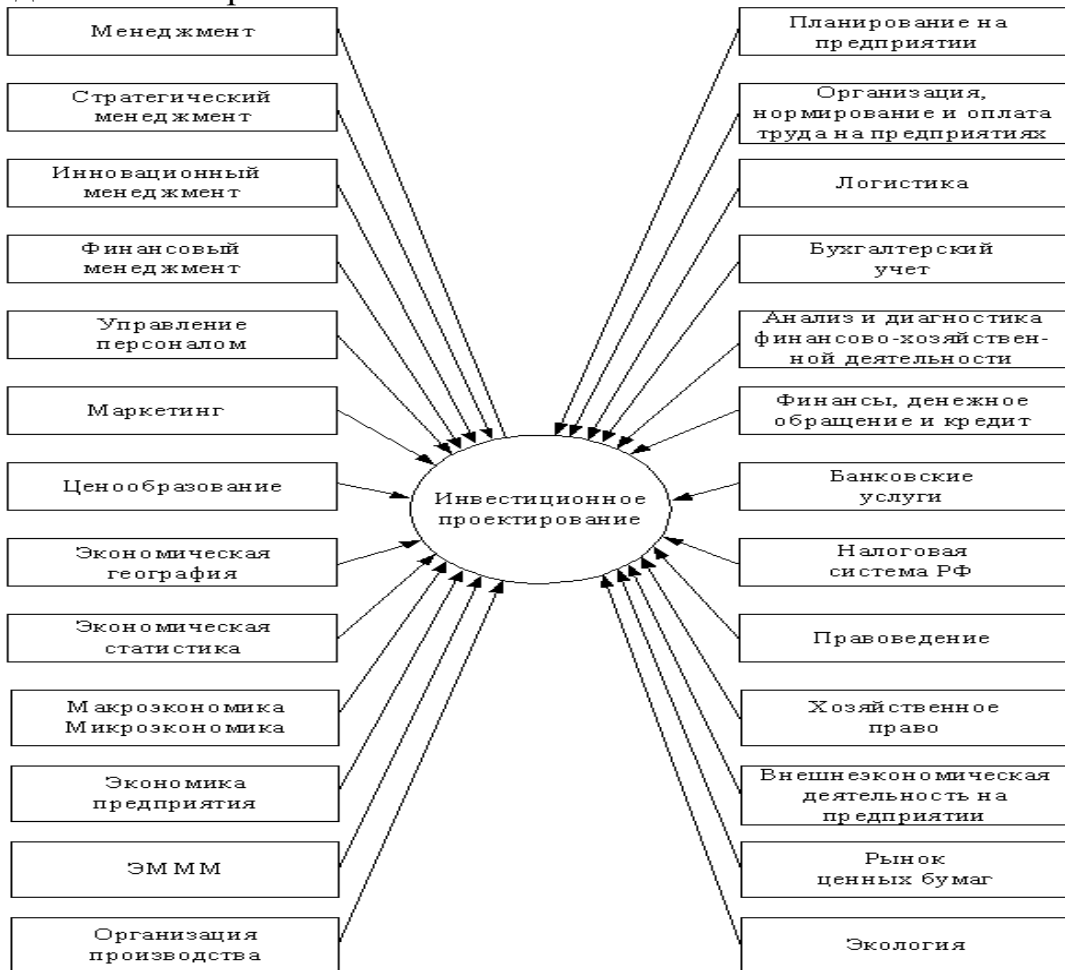 Менеджмент
Стратегический
менеджмент
Инновационный
менеджмент
Финансовый
менеджмент
Управление
персоналом
Маркетинг
Ценообразование
Экономическая
география
Экономическая
статистика
Макроэкономика
Микроэкономика
Экономика
предприятия
ЭМММ
Организация
производства
Инвестиционное
проектирование
Планирование на
предприятии
Организация,
нормирование и оплата
труда на предприятиях
Логистика
Бухгалтерский
учет
Анализ и диагностика
финансово-хозяйствен-
ной деятельности
Финансы, денежное
обращение и кредит
Банковские
услуги
Налоговая
система РФ
Правоведение
Хозяйственное
право
Внешнеэкономическая
деятельность на
предприятии
Рынок
ценных бумаг
Экология